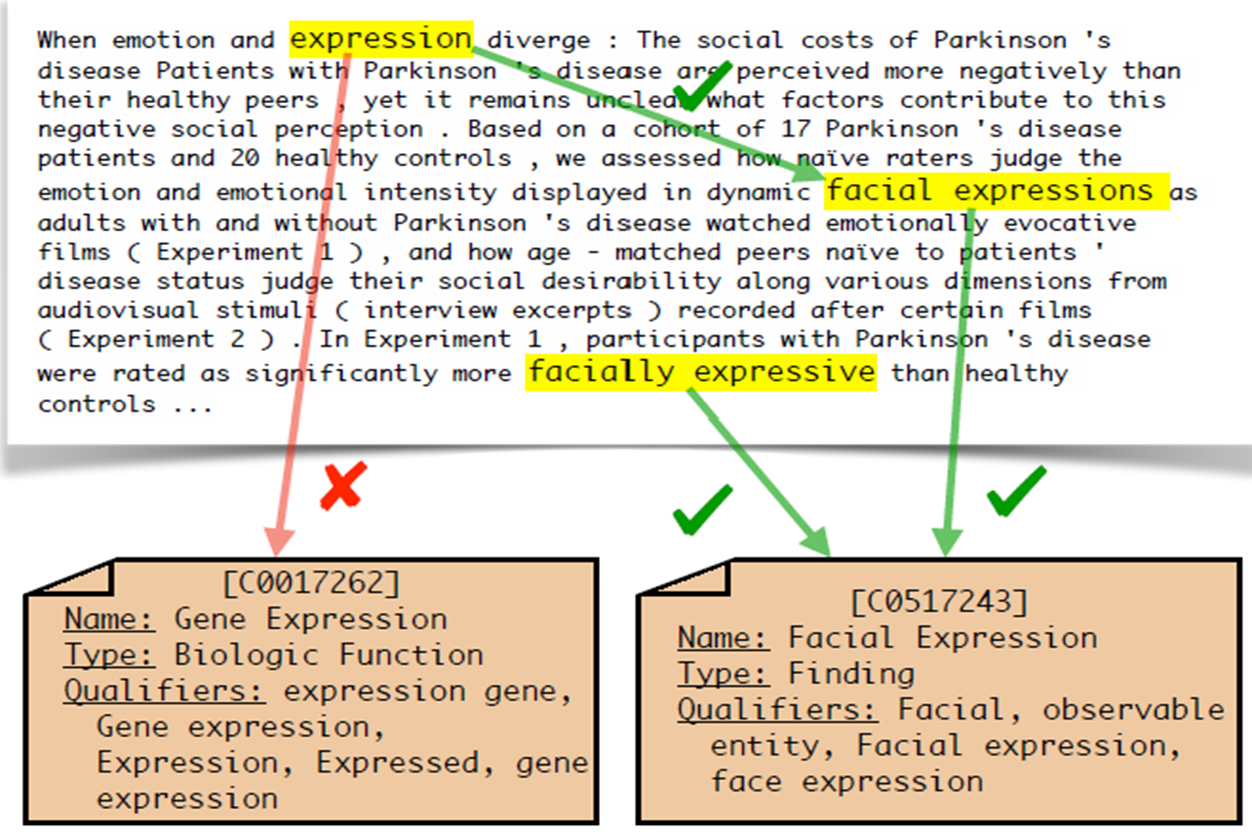 When emotion and expression diverge : The social costs of Parkinson 's
disease Patients with Parkinson 's disease are perceived more negatively than
their healthy peers , yet it remains unclear what factors contribute to this
negative social perception . Based on a cohort of 17 Parkinson 's disease
patients and 20 healthy controls , we assessed how naïve raters judge the
emotion and emotional intensity displayed in dynamic facial expressions as
adults with and without Parkinson 's disease watched emotionally evocative
films ( Experiment 1 ) , and how age - matched peers naïve to patients '
disease status judge their social desirability along various dimensions from
audiovisual stimuli ( interview excerpts ) recorded after certain films
( Experiment 2 ) . In Experiment 1 , participants with Parkinson 's disease
were rated as significantly more facially expressive than healthy
controls ...
[C0017262]
Name: Gene Expression
Type: Biologic Function
Qualifiers: expression gene,
Gene expression,
Expression, Expressed, gene
expression
[C0517243]
Name: Facial Expression
Type: Finding
Qualifiers: Facial, observable
entity, Facial expression,
face expression